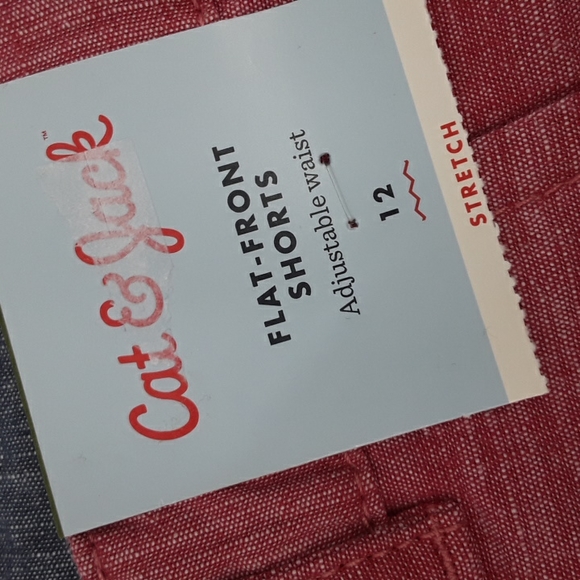 Cat & Jack™
FLAT-FRONT
SHORTS
Adjustable waist
12
STRETCH